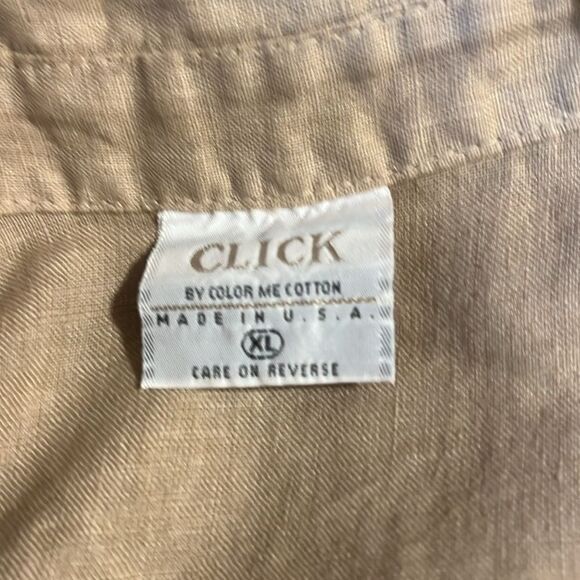 CLICK
BY COLOR ME COTTON
MADE IN U.S.A.
XL
CARE ON REVERSE